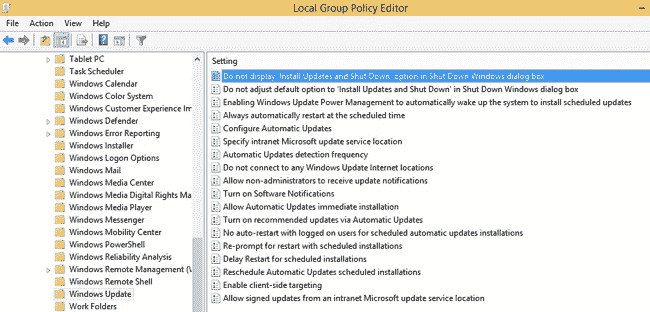 Local Group Policy Editor
File Action View Help
Tablet PC
Task Scheduler
Windows Calendar
Windows Color System
Windows Customer Experience Im
Windows Defender
Windows Error Reporting
Windows Installer
Windows Logon Options
Windows Mail
Windows Media Center
Windows Media Digital Rights Ma
Windows Media Player
Windows Messenger
Windows Mobility Center
Windows PowerShell
Windows Reliability Analysis
Windows Remote Management (V
Windows Remote Shell
Windows Update
Work Folders
Setting
Do not display 'Install Updates and Shut Down' option in Shut Down Windows dialog box
Do not adjust default option to 'Install Updates and Shut Down' in Shut Down Windows dialog box
Enabling Windows Update Power Management to automatically wake up the system to install scheduled updates
Always automatically restart at the scheduled time
Configure Automatic Updates
Specify intranet Microsoft update service location
Automatic Updates detection frequency
Do not connect to any Windows Update Internet locations
Allow non-administrators to receive update notifications
Turn on Software Notifications
Allow Automatic Updates immediate installation
Turn on recommended updates via Automatic Updates
No auto-restart with logged on users for scheduled automatic updates installations
Re-prompt for restart with scheduled installations
Delay Restart for scheduled installations
Reschedule Automatic Updates scheduled installations
Enable client-side targeting
Allow signed updates from an intranet Microsoft update service location